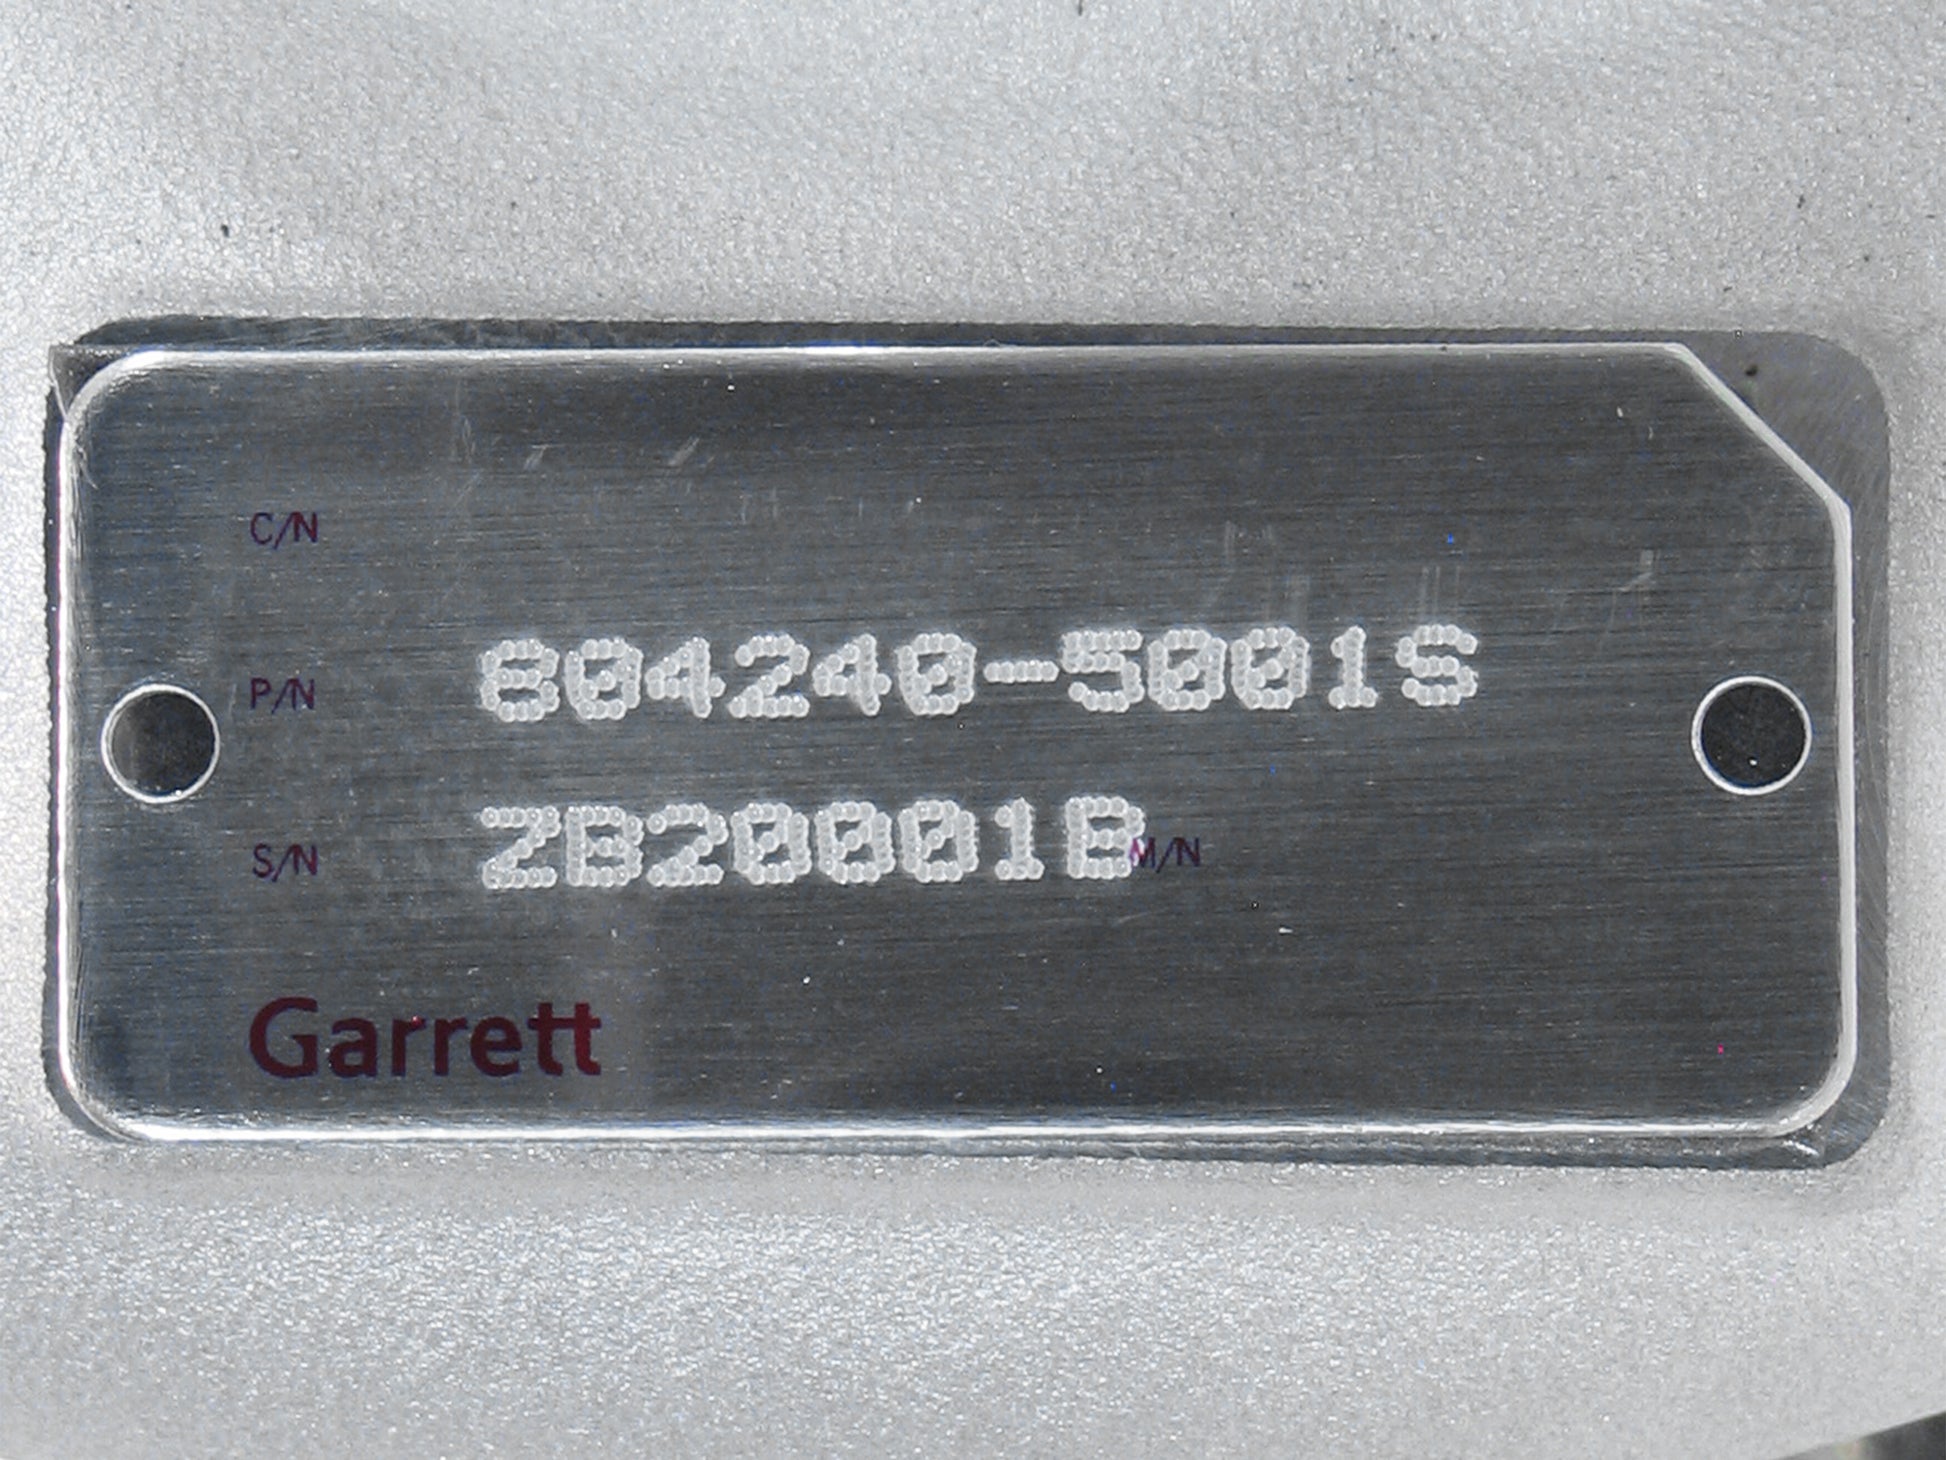 C/N
P/N 804240-5001S
S/N ZB20001B M/N
Garrett